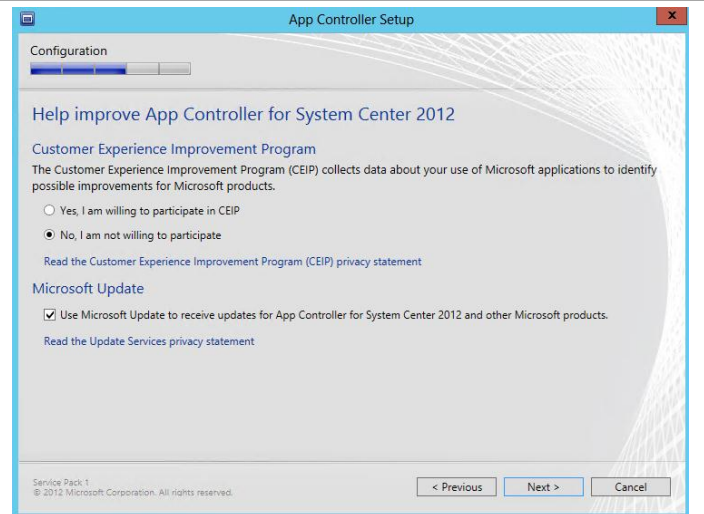 App Controller Setup
x
Configuration
Help improve App Controller for System Center 2012
Customer Experience Improvement Program
The Customer Experience Improvement Program (CEIP) collects data about your use of Microsoft applications to identify
possible improvements for Microsoft products.
Yes, I am willing to participate in CEIP
No, I am not willing to participate
Read the Customer Experience Improvement Program (CEIP) privacy statement
Microsoft Update
Use Microsoft Update to receive updates for App Controller for System Center 2012 and other Microsoft products.
Read the Update Services privacy statement
Service Pack 1
© 2012 Microsoft Corporation. All rights reserved.
< Previous Next > Cancel